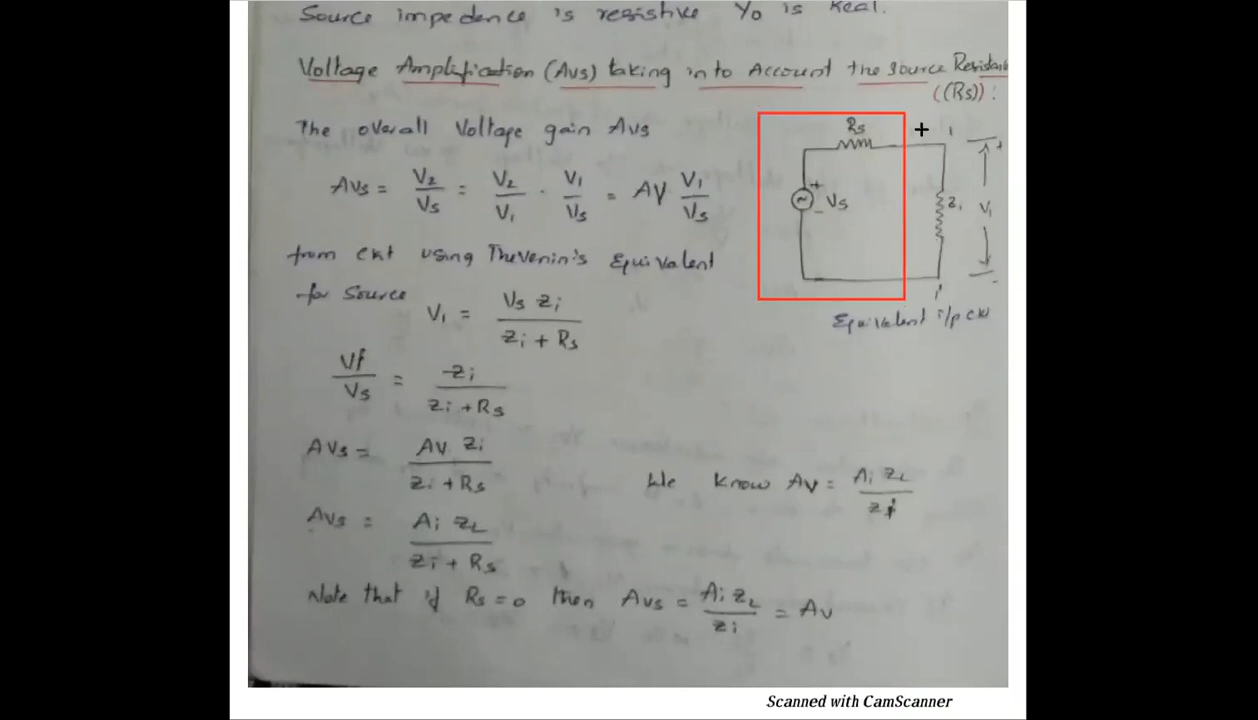 Source impedence is resistive Yo is Real.
Voltage Amplification (Avs) taking into Account the source Resistance
((Rs)) :
The overall Voltage gain Avs
Avs = V2/Vs = V2/V1 . V1/Vs = AV V1/Vs
from ckt using Thevenin's Equivalent
for Source
V1 = Vs Zi / Zi + Rs
V1/Vs = Zi / Zi + Rs
Avs = AV Zi / Zi + Rs
We know AV = Ai ZL / Zi
Avs = Ai ZL / Zi + Rs
Note that if Rs = 0 then Avs = Ai ZL / Zi = AV
Rs
+
1
+
Vs
-
Zi
V1
-
1'
Equivalent i/p ckt
Scanned with CamScanner